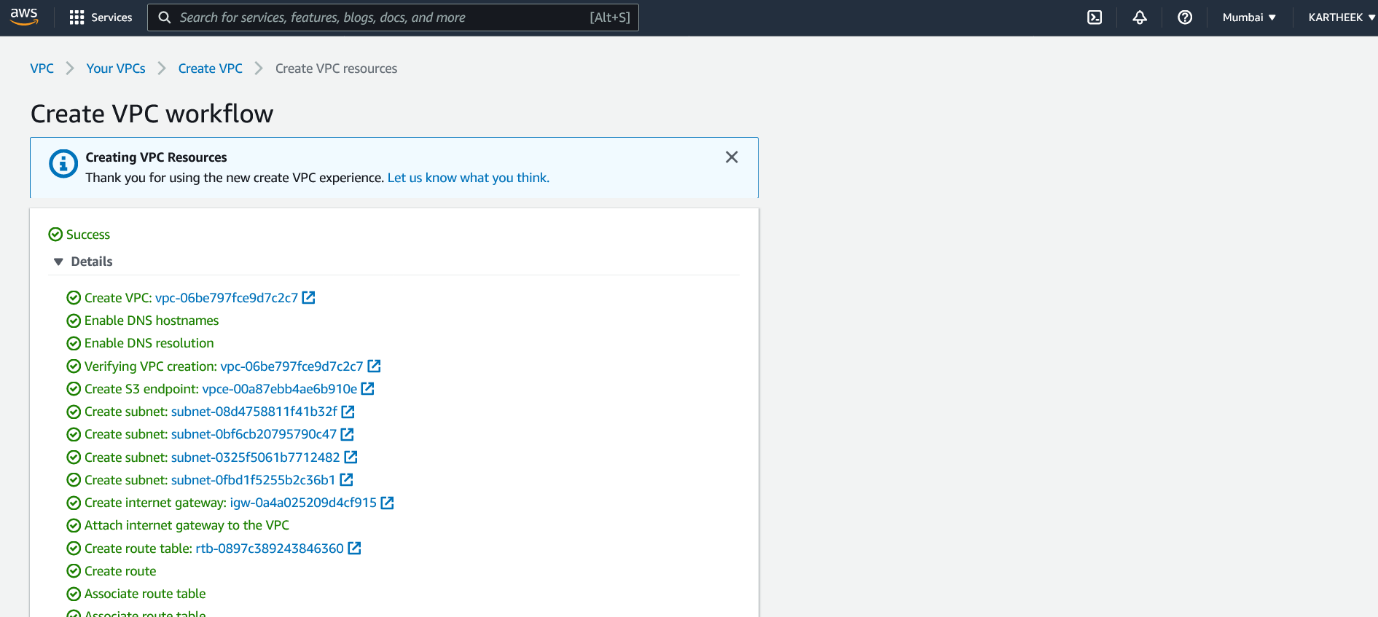 aws Services Search for services, features, blogs, docs, and more [Alt+S] Mumbai KARTHEEK
VPC Your VPCs Create VPC Create VPC resources
Create VPC workflow
Creating VPC Resources
Thank you for using the new create VPC experience. Let us know what you think.
Success
Details
Create VPC: vpc-06be797fce9d7c2c7
Enable DNS hostnames
Enable DNS resolution
Verifying VPC creation: vpc-06be797fce9d7c2c7
Create S3 endpoint: vpce-00a87ebb4ae6b910e
Create subnet: subnet-08d4758811f41b32f
Create subnet: subnet-0bf6cb20795790c47
Create subnet: subnet-0325f5061b7712482
Create subnet: subnet-0fbd1f5255b2c36b1
Create internet gateway: igw-0a4a025209d4cf915
Attach internet gateway to the VPC
Create route table: rtb-0897c389243846360
Create route
Associate route table
Associate route table